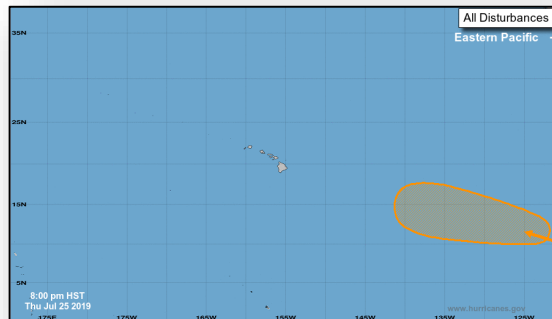 All Disturbances
Eastern Pacific
35N
25N
15N
5N
8:00 pm HST
Thu Jul 25 2019
www.hurricanes.gov
175E 175W 165W 155W 145W 135W 125W